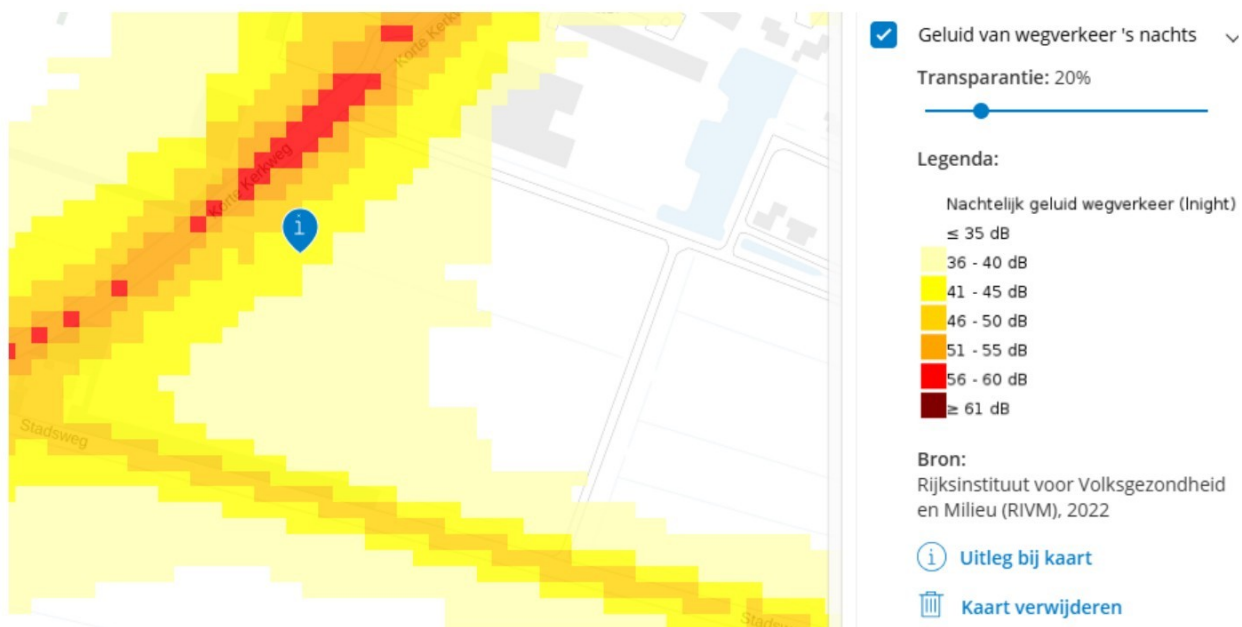 Korte Kerkweg
Korte Kerkweg
Stadsweg
Stadsweg
i
Geluid van wegverkeer 's nachts
Transparantie: 20%
Legenda:
Nachtelijk geluid wegverkeer (lnight)
≤ 35 dB
36 - 40 dB
41 - 45 dB
46 - 50 dB
51 - 55 dB
56 - 60 dB
≥ 61 dB
Bron:
Rijksinstituut voor Volksgezondheid
en Milieu (RIVM), 2022
i Uitleg bij kaart
Kaart verwijderen